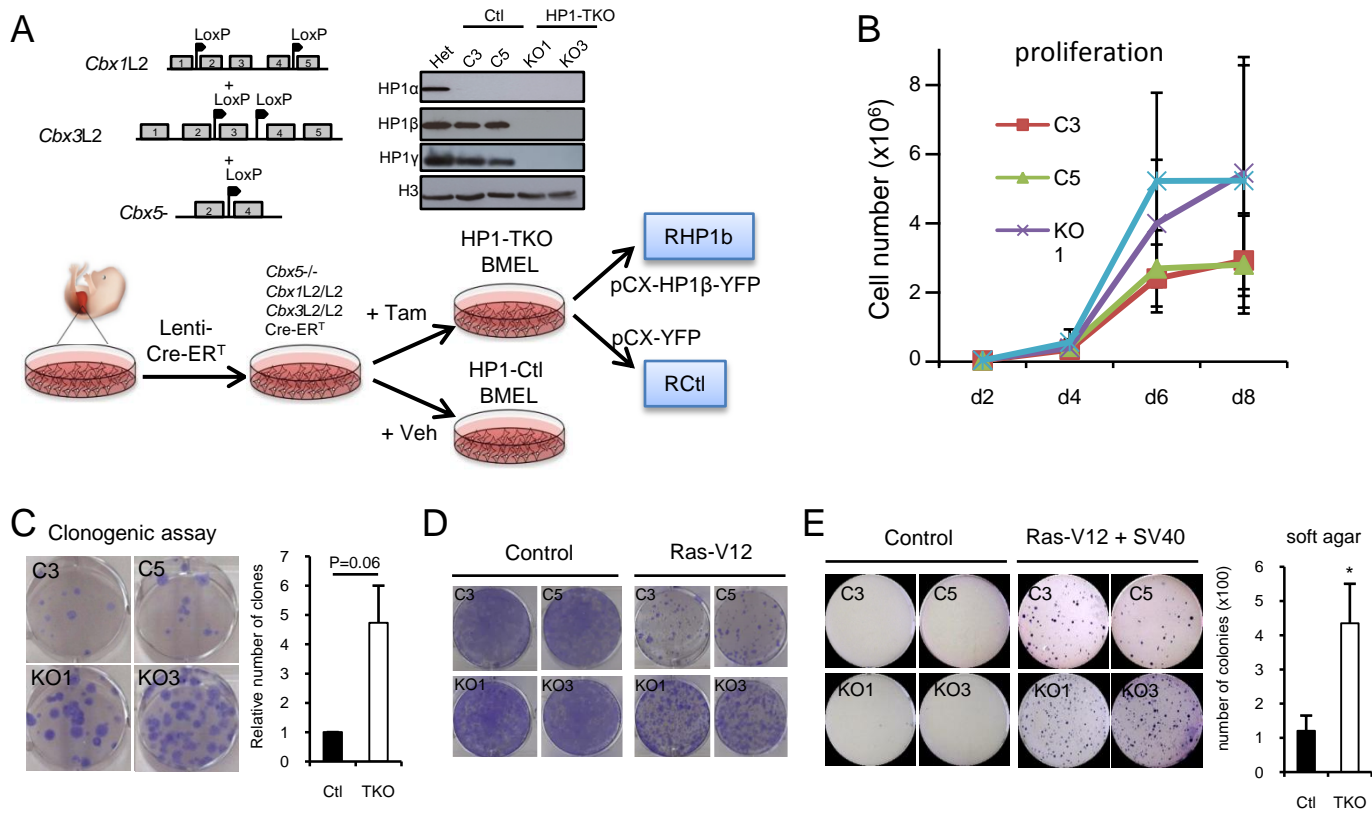 A
Ctl HP1-TKO
Het C3 C5 KO1 KO3
LoxP LoxP
Cbx1L2 1 2 3 4 5
+
LoxP LoxP
Cbx3L2 1 2 3 4 5
+
LoxP
Cbx5- 2 4
HP1α
HP1β
HP1γ
H3
Lenti-
Cre-ERT
Cbx5-/-
Cbx1L2/L2
Cbx3L2/L2
Cre-ERT
+ Tam
+ Veh
HP1-TKO
BMEL
HP1-Ctl
BMEL
RHP1b
pCX-HP1β-YFP
pCX-YFP
RCtl
B
proliferation
Cell number (x10⁶)
8
6
4
2
0
d2 d4 d6 d8
C3
C5
KO
1
C
Clonogenic assay
C3 C5
KO1 KO3
Relative number of clones
7
6
5
4
3
2
1
0
P=0.06
Ctl TKO
D
Control Ras-V12
C3 C5 C3 C5
KO1 KO3 KO1 KO3
E
Control Ras-V12 + SV40 soft agar
C3 C5 C3 C5
KO1 KO3 KO1 KO3
number of colonies (x100)
6
5
4
3
2
1
0
*
Ctl TKO